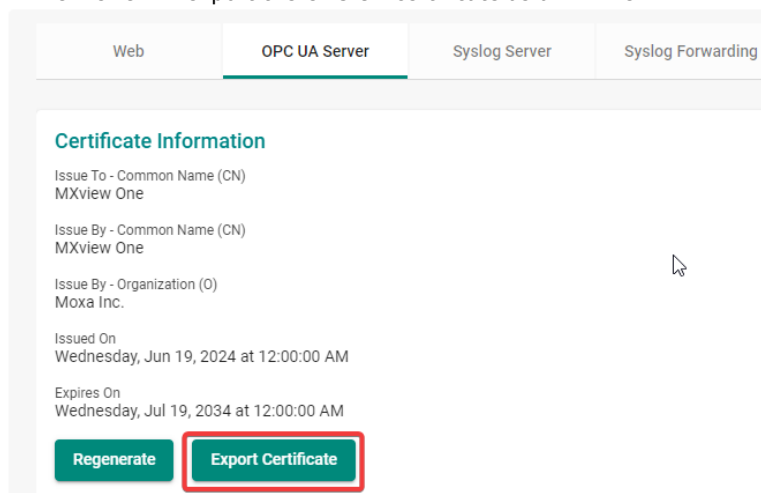 Web OPC UA Server Syslog Server Syslog Forwarding
Certificate Information
Issue To - Common Name (CN)
MXview One
Issue By - Common Name (CN)
MXview One
Issue By - Organization (O)
Moxa Inc.
Issued On
Wednesday, Jun 19, 2024 at 12:00:00 AM
Expires On
Wednesday, Jul 19, 2034 at 12:00:00 AM
Regenerate Export Certificate